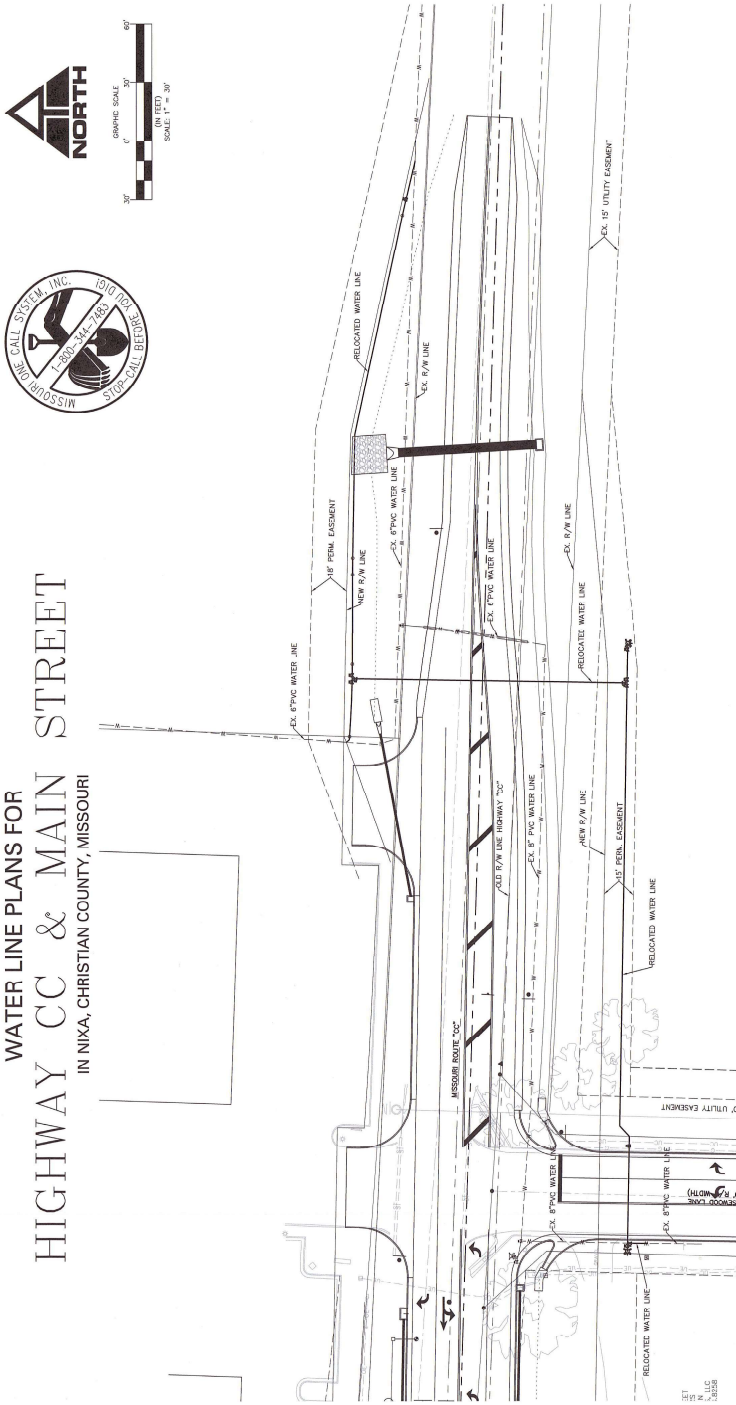 WATER LINE PLANS FOR
HIGHWAY CC & MAIN STREET
IN NIXA, CHRISTIAN COUNTY, MISSOURI
MISSOURI ONE CALL SYSTEM, INC.
1-800-344-7483
STOP-CALL BEFORE YOU DIG!
NORTH
GRAPHIC SCALE
30' 0' 30' 60'
(IN FEET)
SCALE: 1" = 30'
EX. 6"PVC WATER LINE
18' PERM. EASEMENT
NEW R/W LINE
EX. 6"PVC WATER LINE
RELOCATED WATER LINE
EX. R/W LINE
MISSOURI ROUTE "CC"
OLD R/W LINE HIGHWAY "CC"
EX. 8" PVC WATER LINE
EX. 6"PVC WATER LINE
NEW R/W LINE
RELOCATED WATER LINE
EX. R/W LINE
EX. 15' UTILITY EASEMENT
15' PERM. EASEMENT
RELOCATED WATER LINE
EX. 8"PVC WATER LINE
UTILITY EASEMENT
EX. 8"PVC WATER LINE
RELOCATED WATER LINE